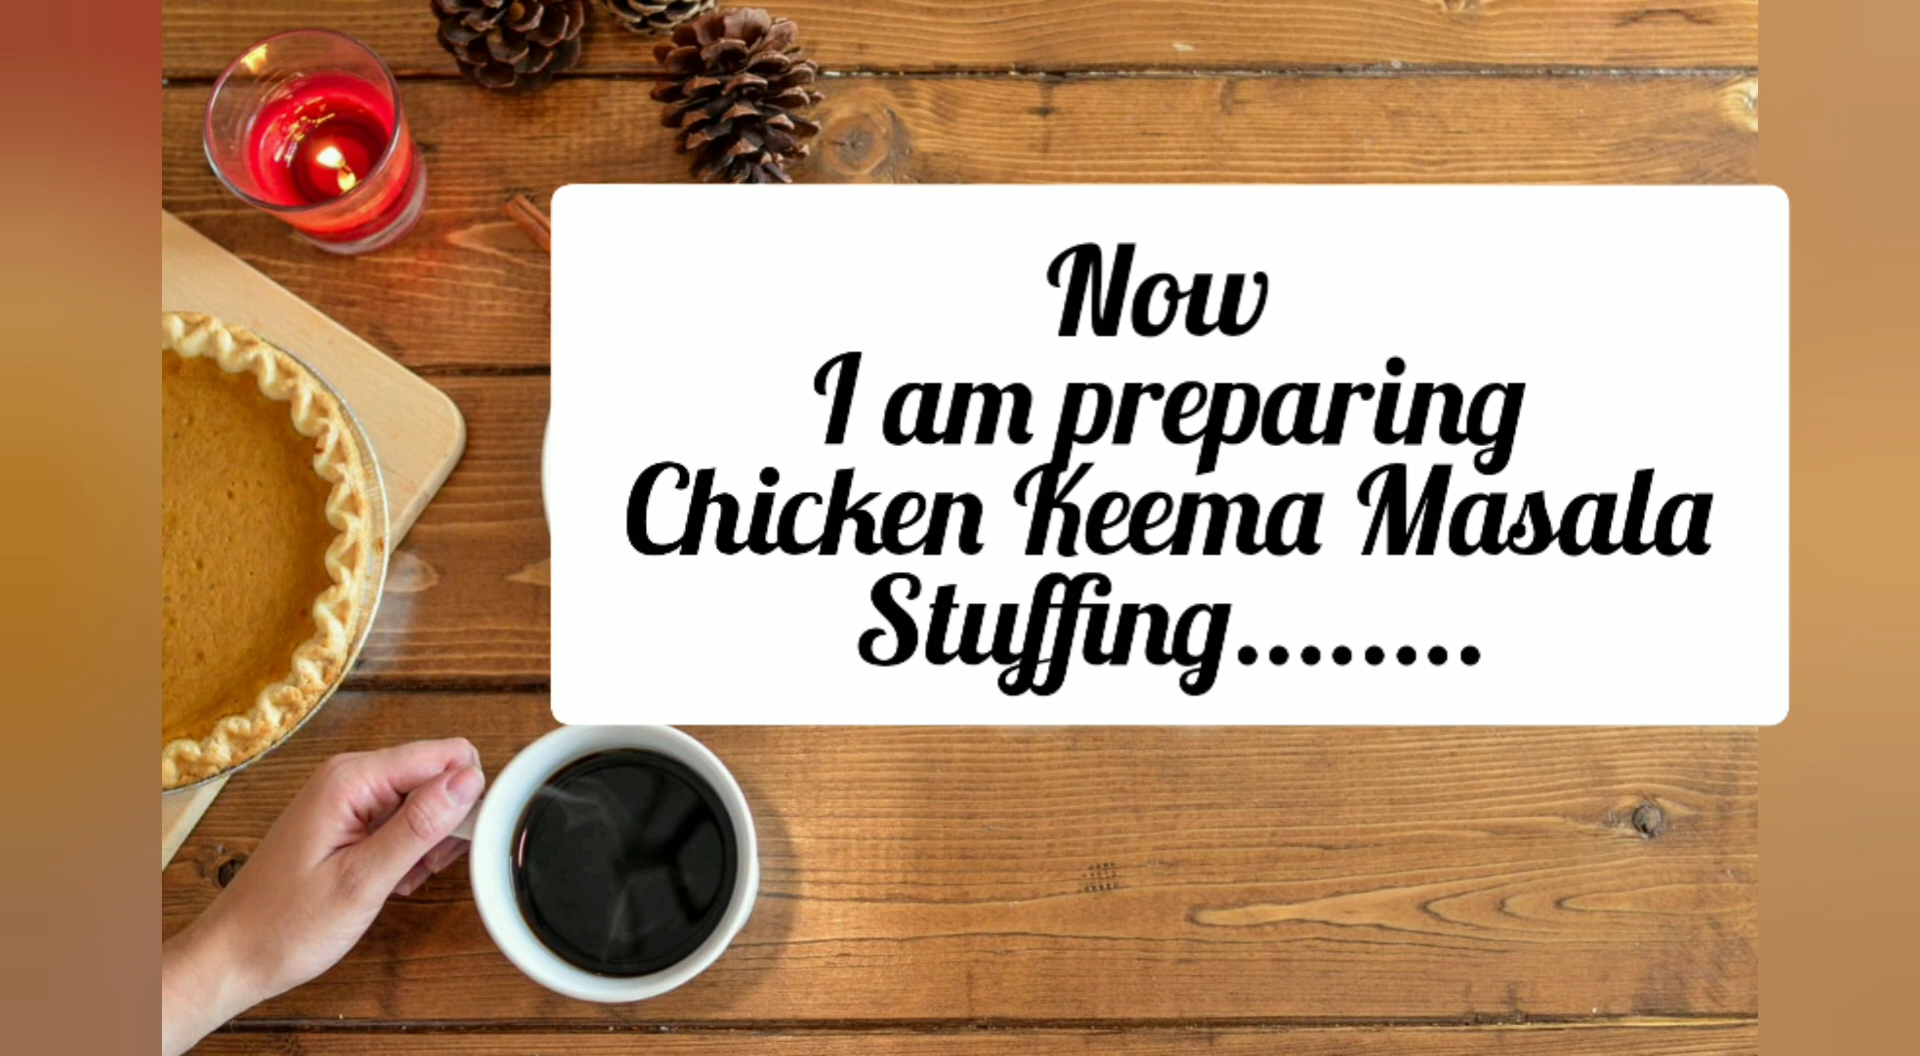 Now
I am preparing
Chicken Keema Masala
Stuffing........